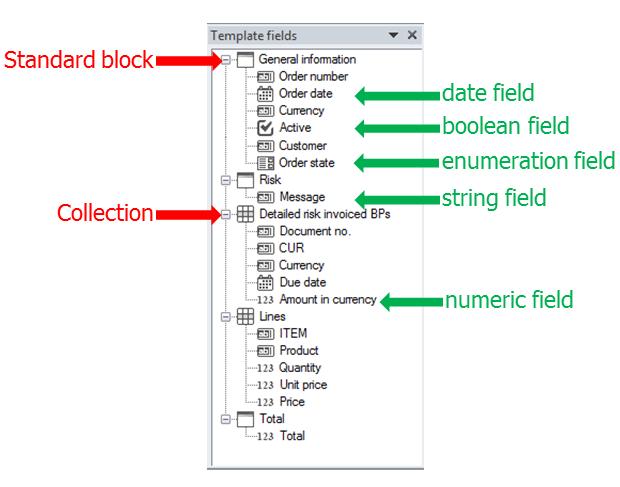 Template fields
Standard block
General information
Order number
Order date
date field
Currency
Active
boolean field
Customer
Order state
enumeration field
Risk
Message
string field
Collection
Detailed risk invoiced BPs
Document no.
CUR
Currency
Due date
123 Amount in currency
numeric field
Lines
ITEM
Product
123 Quantity
123 Unit price
123 Price
Total
123 Total